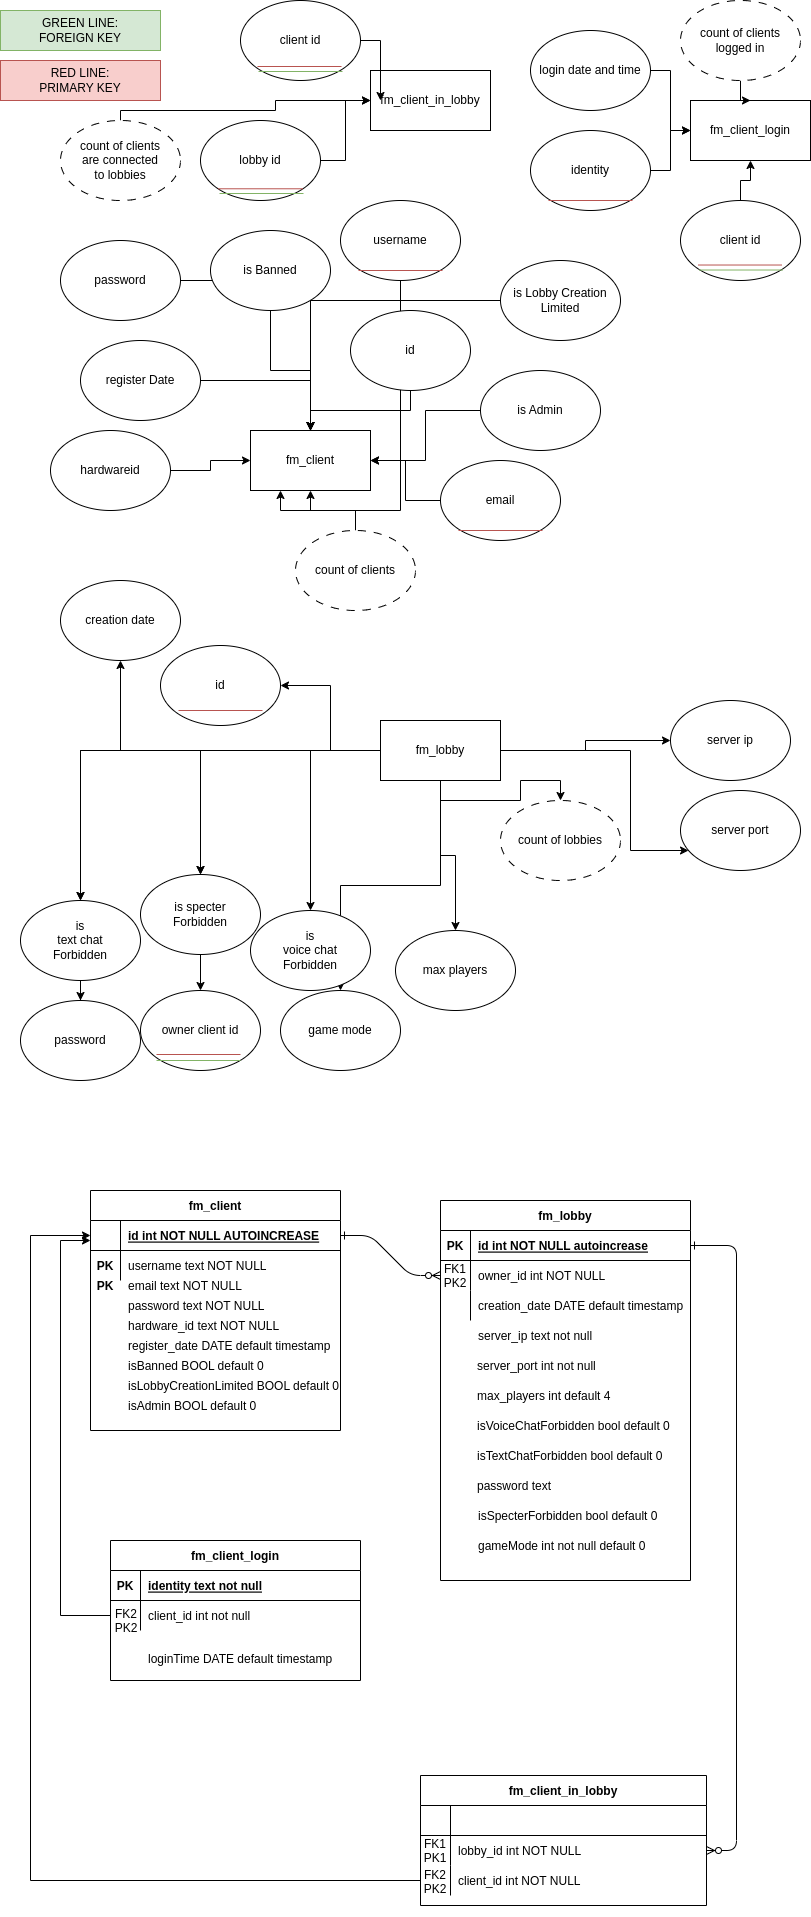 GREEN LINE:
FOREIGN KEY
RED LINE:
PRIMARY KEY
client id
fm_client_in_lobby
count of clients
are connected
to lobbies
lobby id
count of clients
logged in
login date and time
fm_client_login
identity
client id
username
password
is Banned
is Lobby Creation
Limited
id
register Date
is Admin
fm_client
hardwareid
email
count of clients
creation date
id
fm_lobby
server ip
server port
count of lobbies
is specter
Forbidden
is
text chat
Forbidden
is
voice chat
Forbidden
max players
password
owner client id
game mode
fm_client
id int NOT NULL AUTOINCREASE
PK username text NOT NULL
PK email text NOT NULL
password text NOT NULL
hardware_id text NOT NULL
register_date DATE default timestamp
isBanned BOOL default 0
isLobbyCreationLimited BOOL default 0
isAdmin BOOL default 0
fm_lobby
PK id int NOT NULL autoincrease
FK1
PK2
owner_id int NOT NULL
creation_date DATE default timestamp
server_ip text not null
server_port int not null
max_players int default 4
isVoiceChatForbidden bool default 0
isTextChatForbidden bool default 0
password text
isSpecterForbidden bool default 0
gameMode int not null default 0
fm_client_login
PK identity text not null
FK2
PK2
client_id int not null
loginTime DATE default timestamp
fm_client_in_lobby
FK1
PK1
lobby_id int NOT NULL
FK2
PK2
client_id int NOT NULL